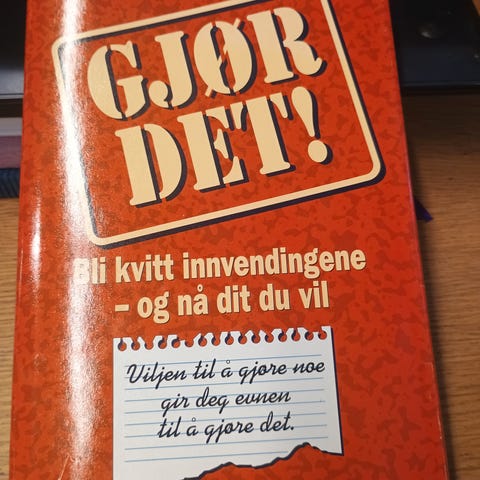 GJØR
DET!
Bli kvitt innvendingene
– og nå dit du vil
Viljen til å gjøre noe
gir deg evnen
til å gjøre det.